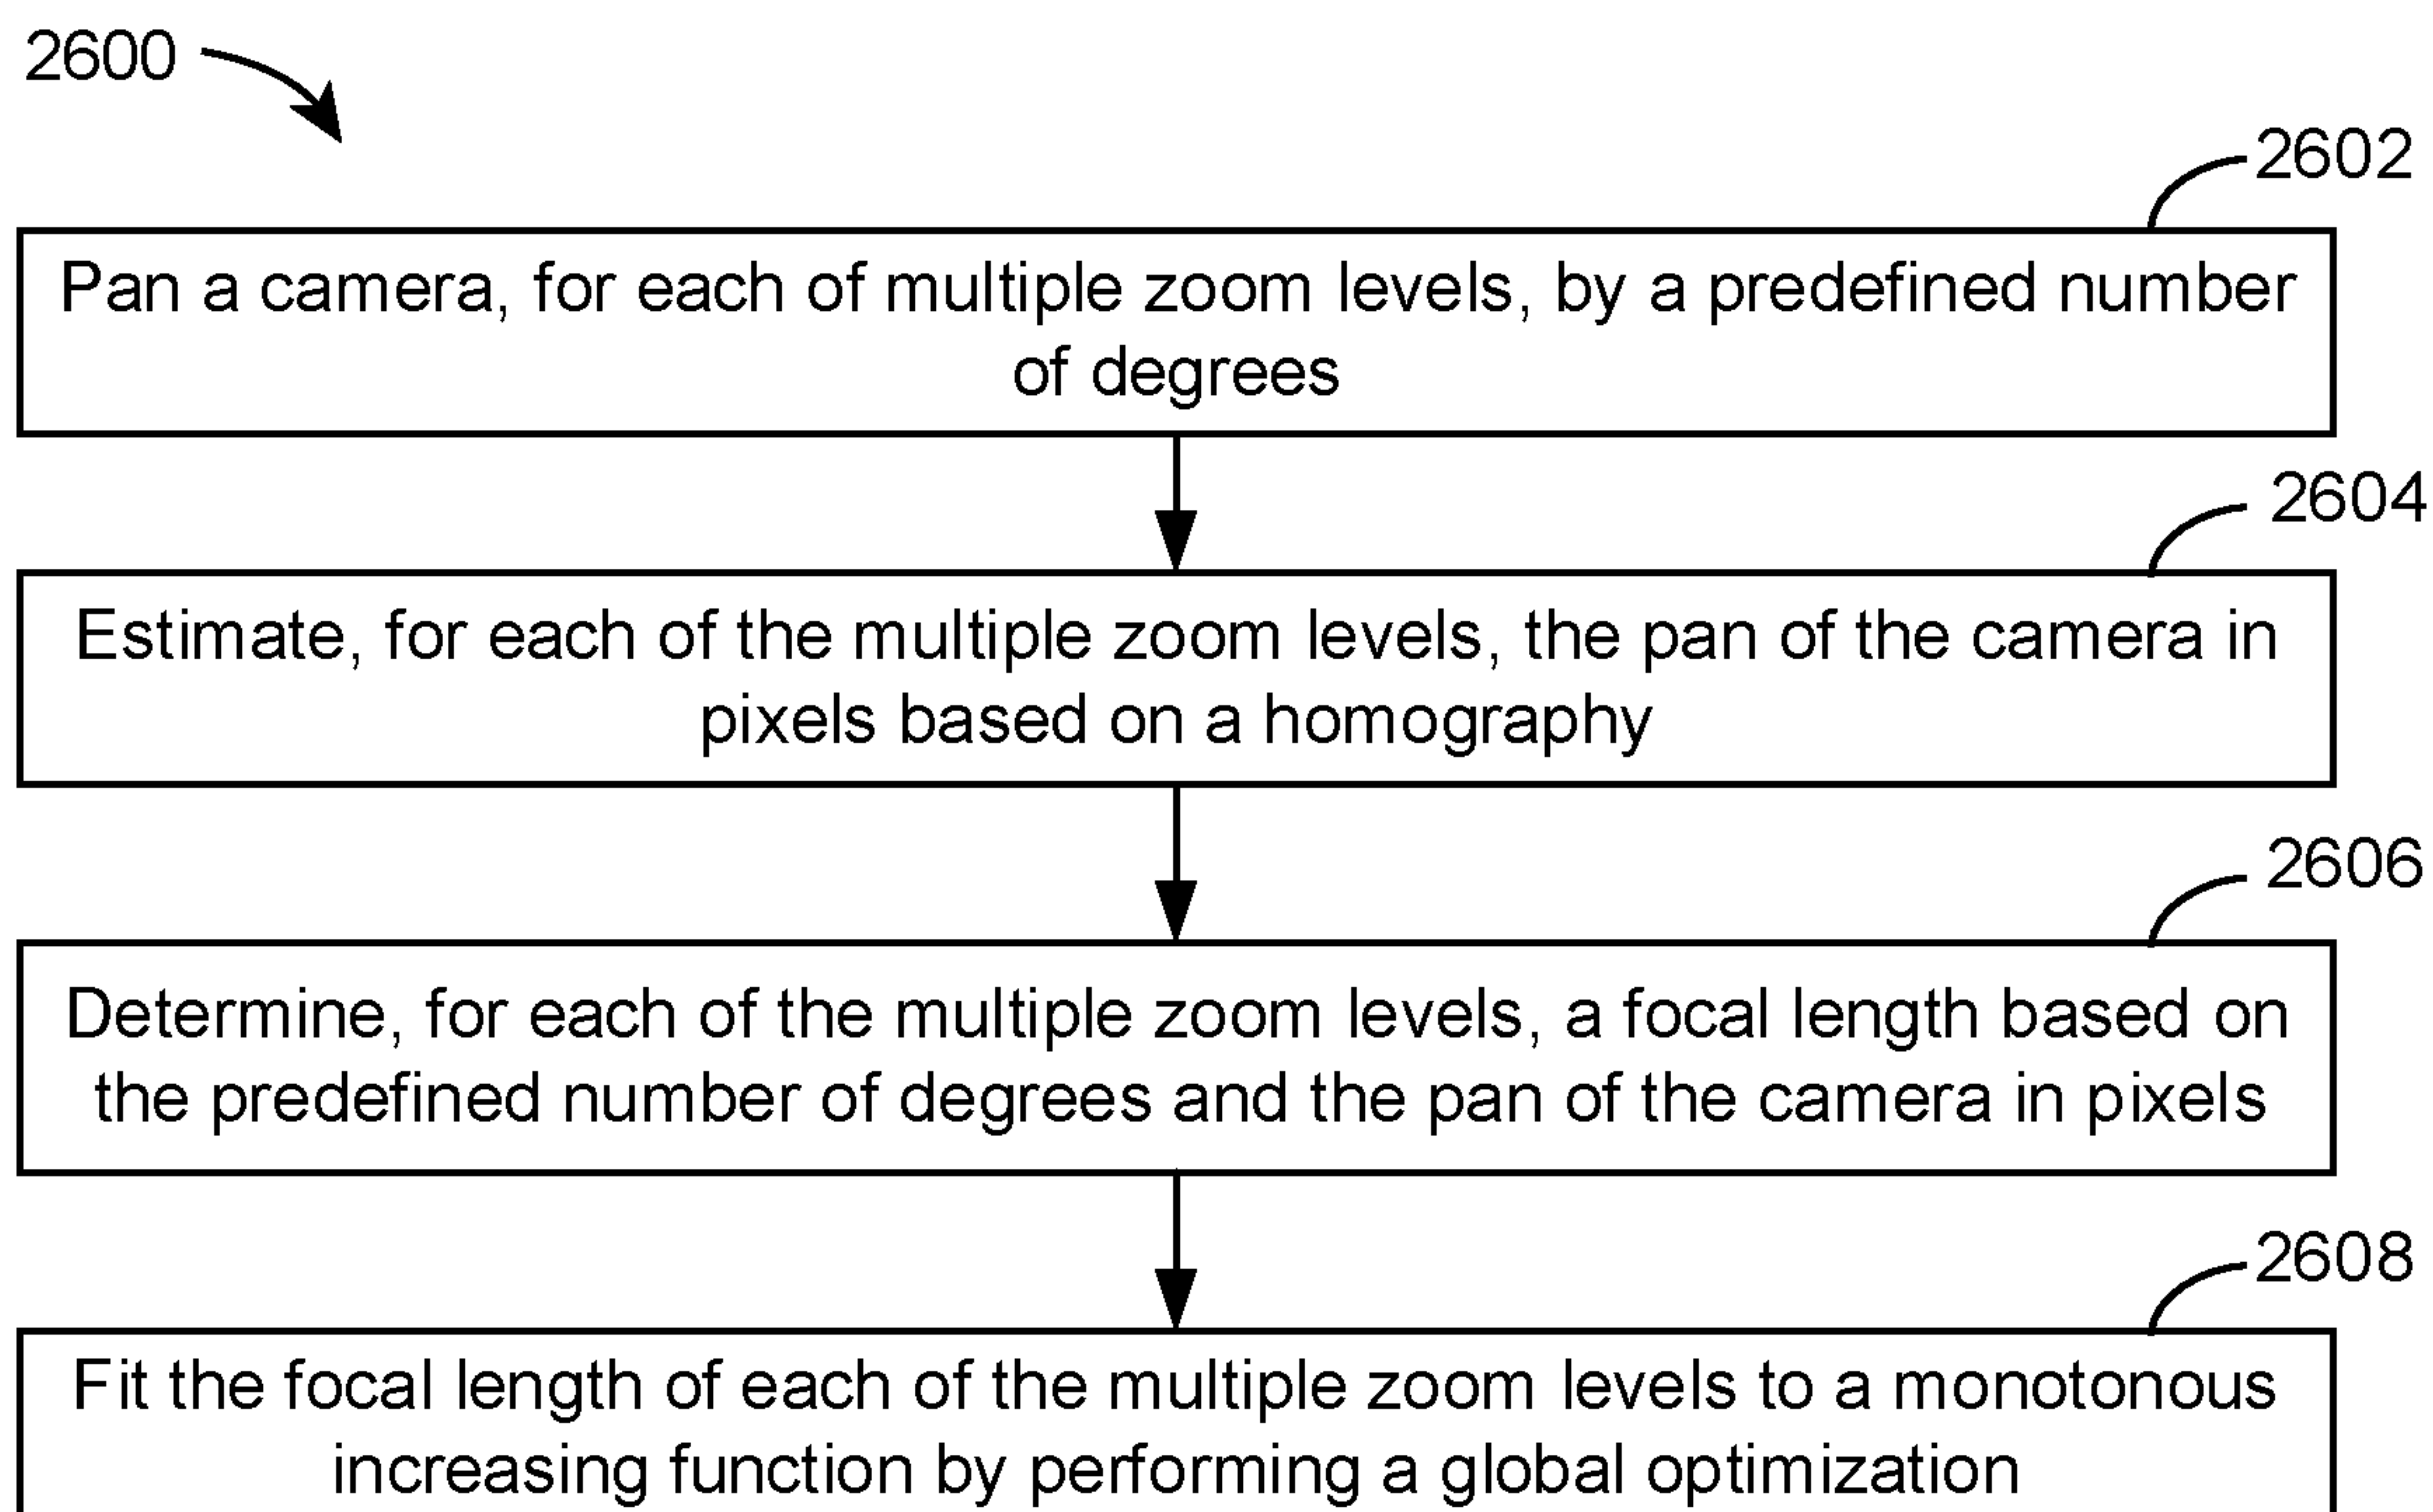 2600
2602
Pan a camera, for each of multiple zoom levels, by a predefined number
of degrees
2604
Estimate, for each of the multiple zoom levels, the pan of the camera in
pixels based on a homography
2606
Determine, for each of the multiple zoom levels, a focal length based on
the predefined number of degrees and the pan of the camera in pixels
2608
Fit the focal length of each of the multiple zoom levels to a monotonous
increasing function by performing a global optimization